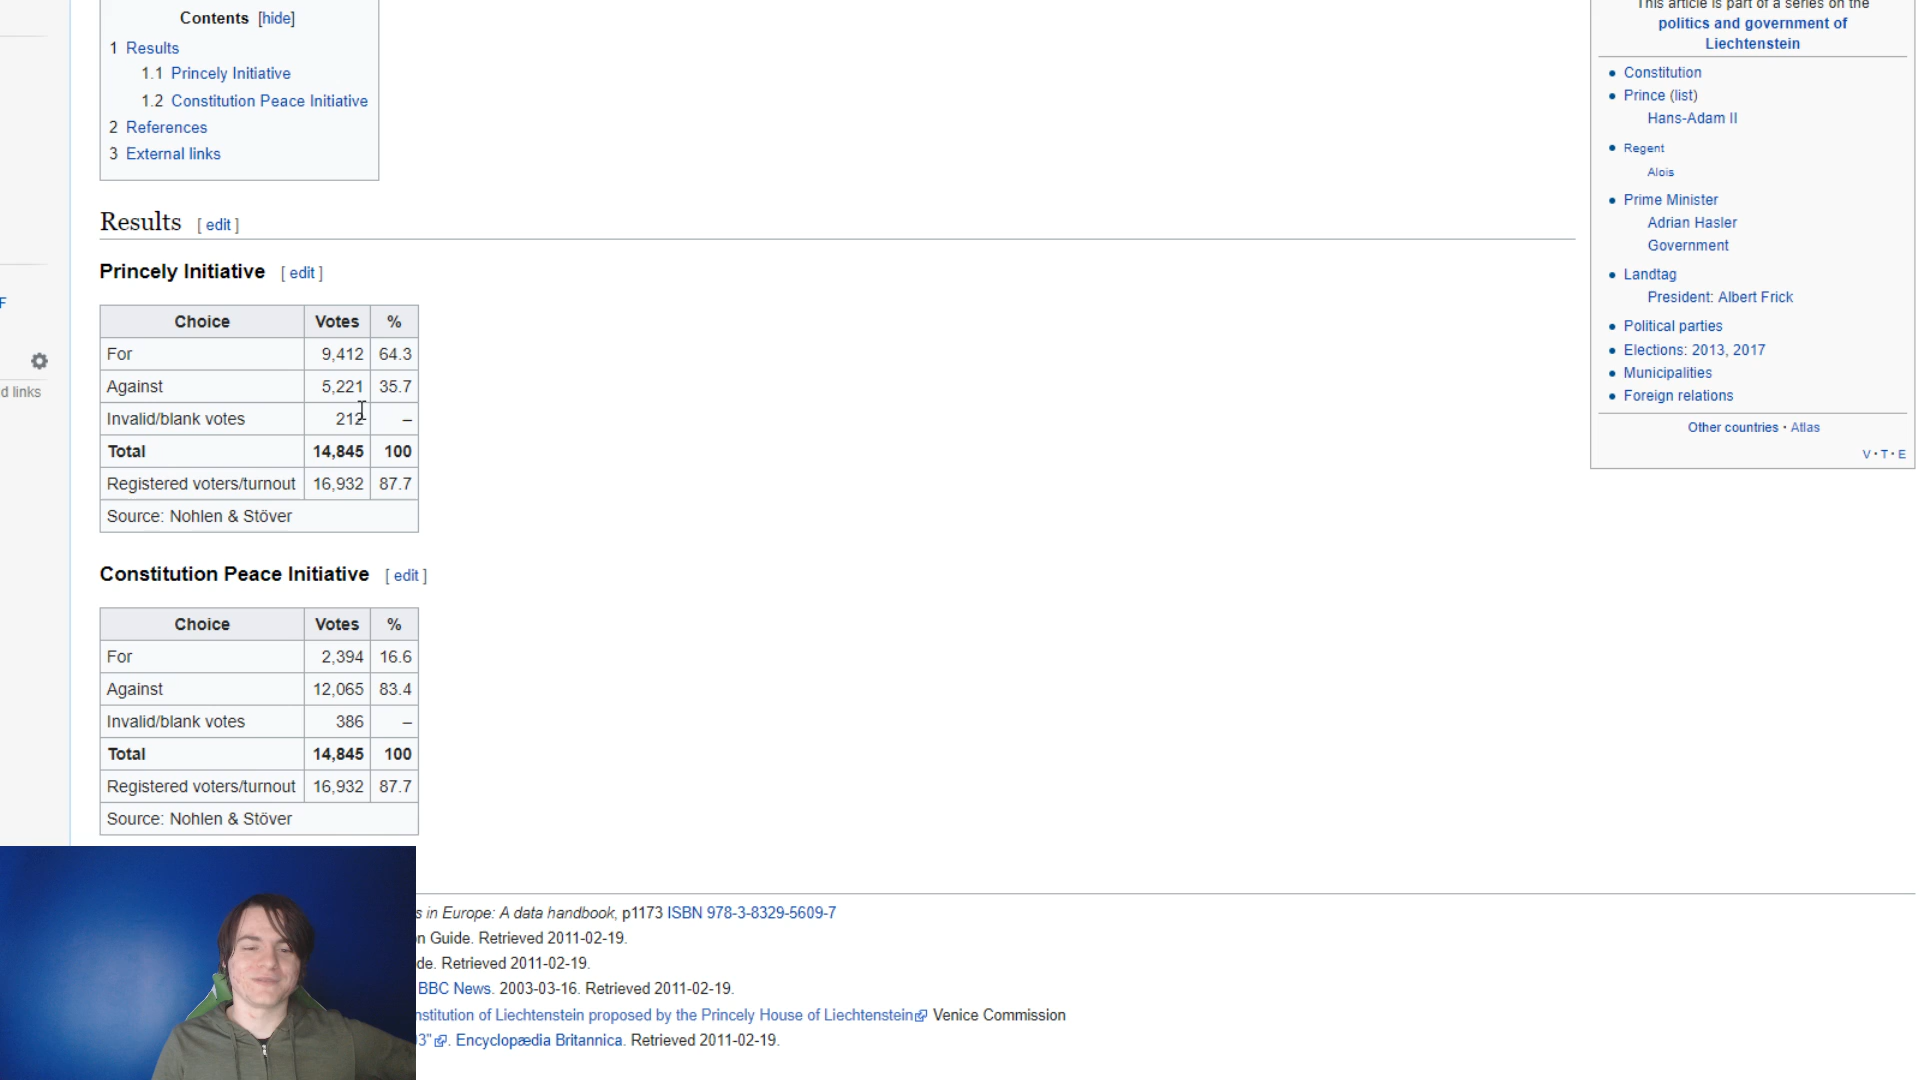 Contents [hide]
1 Results
1.1 Princely Initiative
1.2 Constitution Peace Initiative
2 References
3 External links
Results [ edit ]
Princely Initiative [ edit ]
Choice Votes %
For 9,412 64.3
Against 5,221 35.7
Invalid/blank votes 212 –
Total 14,845 100
Registered voters/turnout 16,932 87.7
Source: Nohlen & Stöver
Constitution Peace Initiative [ edit ]
Choice Votes %
For 2,394 16.6
Against 12,065 83.4
Invalid/blank votes 386 –
Total 14,845 100
Registered voters/turnout 16,932 87.7
Source: Nohlen & Stöver
s in Europe: A data handbook, p1173 ISBN 978-3-8329-5609-7
n Guide. Retrieved 2011-02-19.
de. Retrieved 2011-02-19.
BBC News. 2003-03-16. Retrieved 2011-02-19.
nstitution of Liechtenstein proposed by the Princely House of Liechtenstein Venice Commission
3". Encyclopædia Britannica. Retrieved 2011-02-19.
F
d links
This article is part of a series on the
politics and government of
Liechtenstein
• Constitution
• Prince (list)
Hans-Adam II
• Regent
Alois
• Prime Minister
Adrian Hasler
Government
• Landtag
President: Albert Frick
• Political parties
• Elections: 2013, 2017
• Municipalities
• Foreign relations
Other countries · Atlas
V · T · E